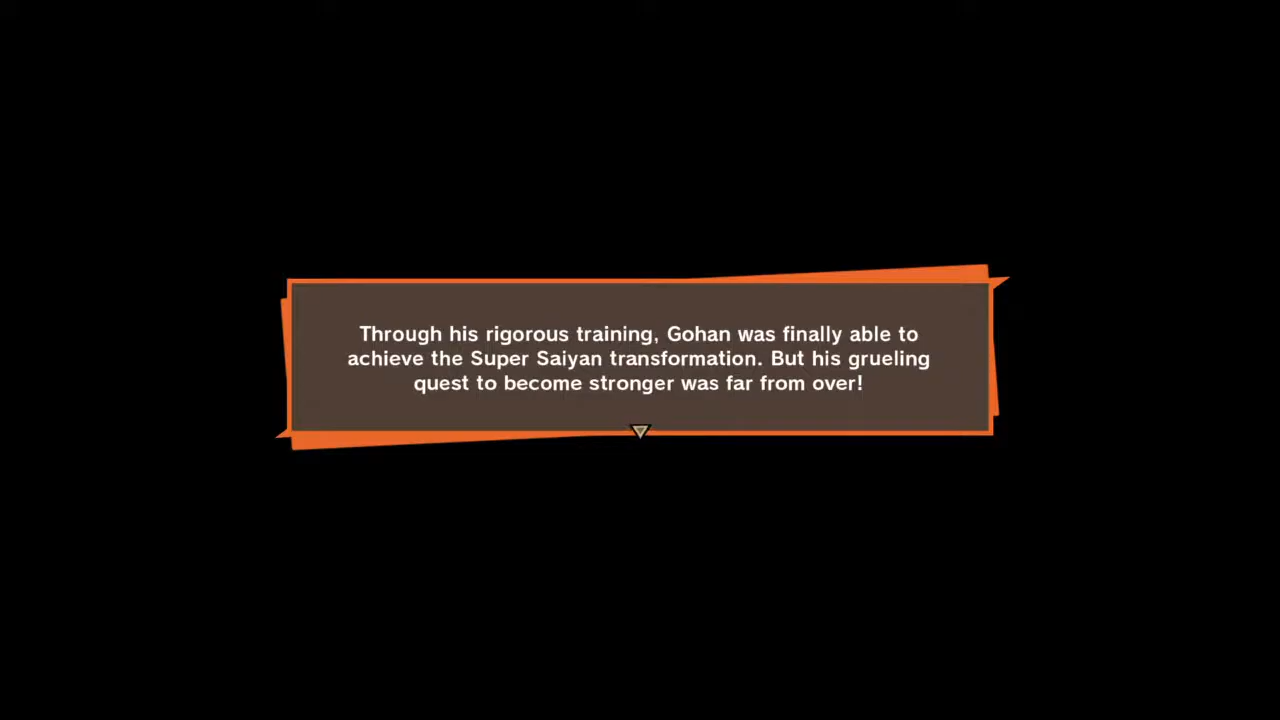 Through his rigorous training, Gohan was finally able to
achieve the Super Saiyan transformation. But his grueling
quest to become stronger was far from over!